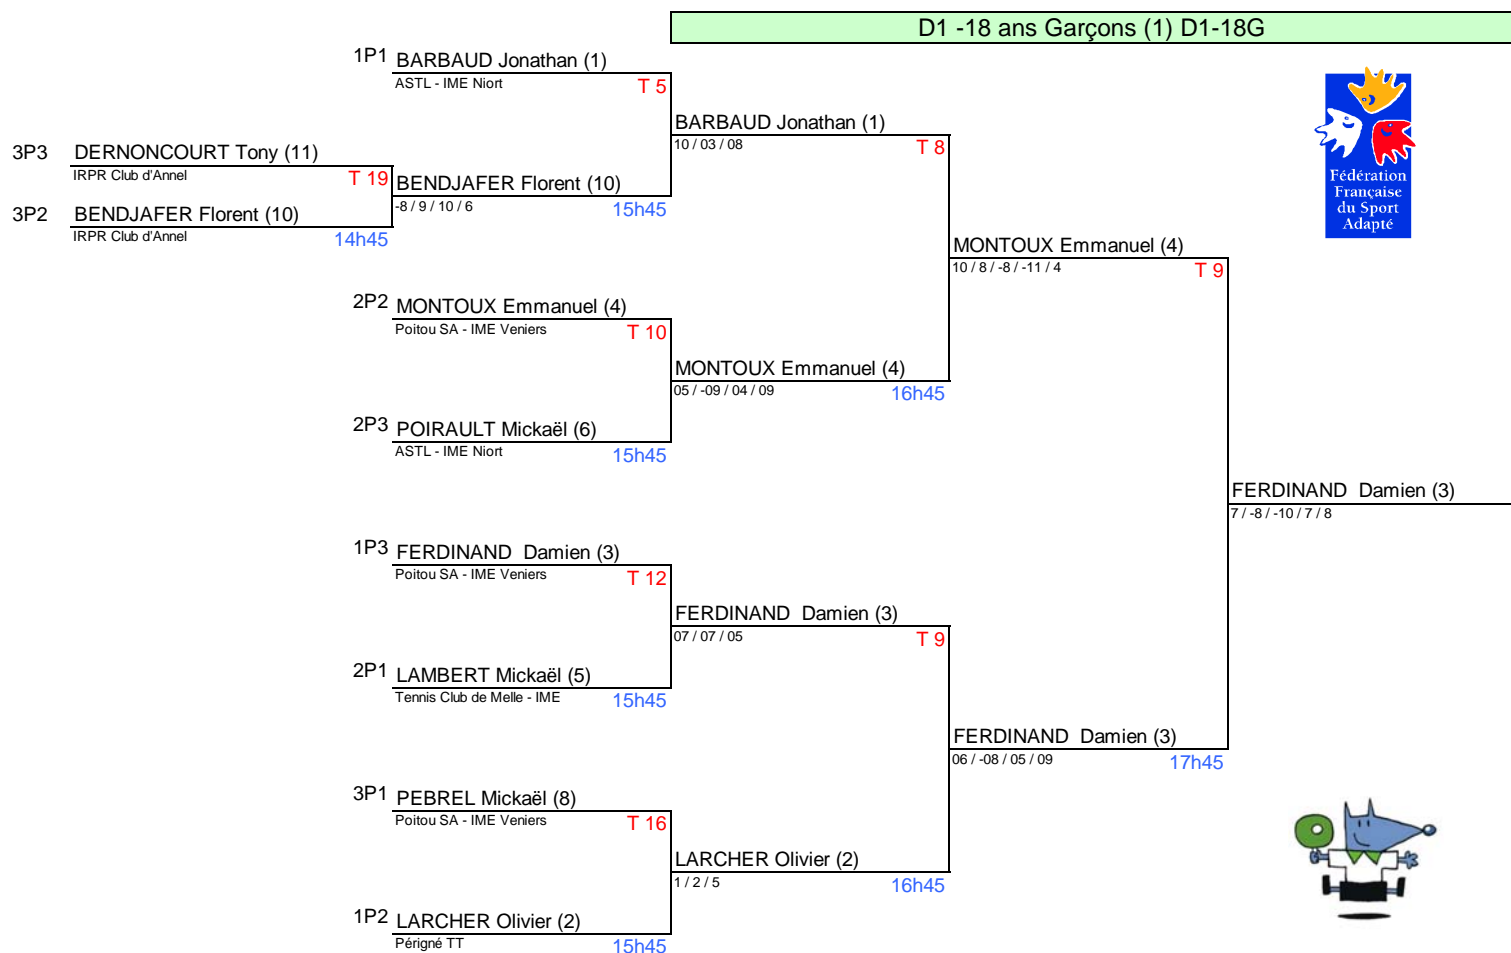 D1 -18 ans Garçons (1) D1-18G
1P1 BARBAUD Jonathan (1)
ASTL - IME Niort T 5
BARBAUD Jonathan (1)
10 / 03 / 08 T 8
3P3 DERNONCOURT Tony (11)
IRPR Club d'Annel T 19
BENDJAFER Florent (10)
-8 / 9 / 10 / 6 15h45
3P2 BENDJAFER Florent (10)
IRPR Club d'Annel 14h45
Fédération
Française
du Sport
Adapté
MONTOUX Emmanuel (4)
10 / 8 / -8 / -11 / 4 T 9
2P2 MONTOUX Emmanuel (4)
Poitou SA - IME Veniers T 10
MONTOUX Emmanuel (4)
05 / -09 / 04 / 09 16h45
2P3 POIRAULT Mickaël (6)
ASTL - IME Niort 15h45
FERDINAND Damien (3)
7 / -8 / -10 / 7 / 8
1P3 FERDINAND Damien (3)
Poitou SA - IME Veniers T 12
FERDINAND Damien (3)
07 / 07 / 05 T 9
2P1 LAMBERT Mickaël (5)
Tennis Club de Melle - IME 15h45
FERDINAND Damien (3)
06 / -08 / 05 / 09 17h45
3P1 PEBREL Mickaël (8)
Poitou SA - IME Veniers T 16
LARCHER Olivier (2)
1 / 2 / 5 16h45
1P2 LARCHER Olivier (2)
Périgné TT 15h45